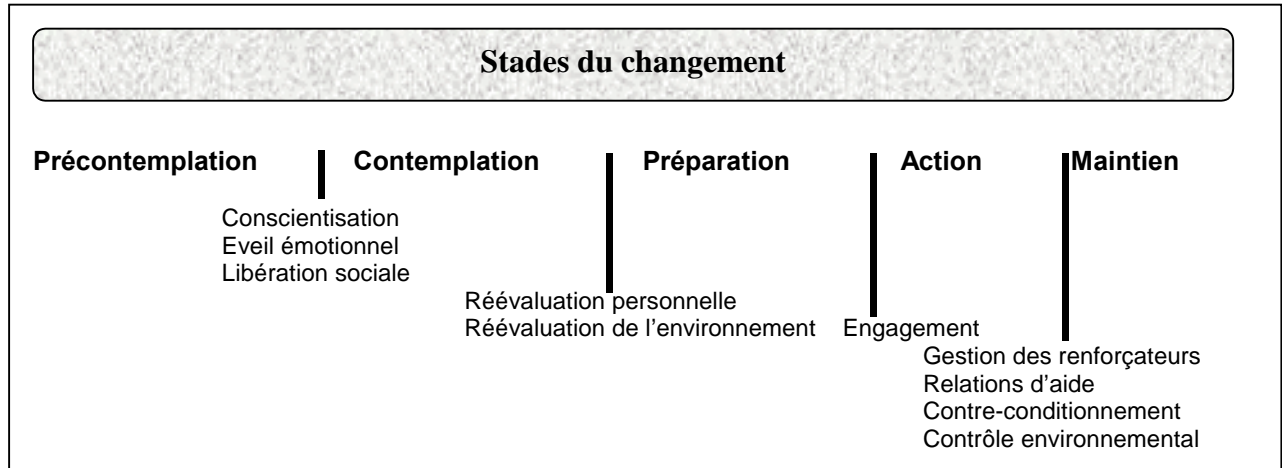 Stades du changement
Précontemplation Contemplation Préparation Action Maintien
Conscientisation
Eveil émotionnel
Libération sociale
Réévaluation personnelle
Réévaluation de l’environnement Engagement
Gestion des renforçateurs
Relations d’aide
Contre-conditionnement
Contrôle environnemental